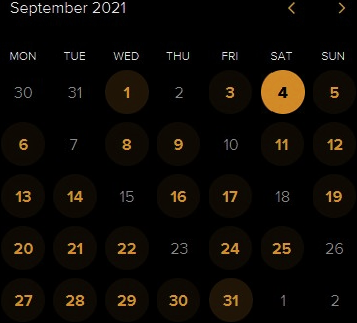 September 2021
MON TUE WED THU FRI SAT SUN
30 31 1 2 3 4 5
6 7 8 9 10 11 12
13 14 15 16 17 18 19
20 21 22 23 24 25 26
27 28 29 30 31 1 2